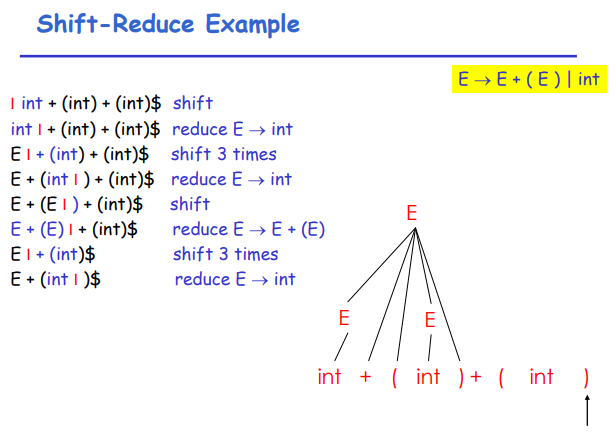 Shift-Reduce Example
E → E + ( E ) | int
I int + (int) + (int)$ shift
int I + (int) + (int)$ reduce E → int
E I + (int) + (int)$ shift 3 times
E + (int I ) + (int)$ reduce E → int
E + (E I ) + (int)$ shift
E + (E) I + (int)$ reduce E → E + (E)
E I + (int)$ shift 3 times
E + (int I )$ reduce E → int
E
E E
int + ( int ) + ( int )